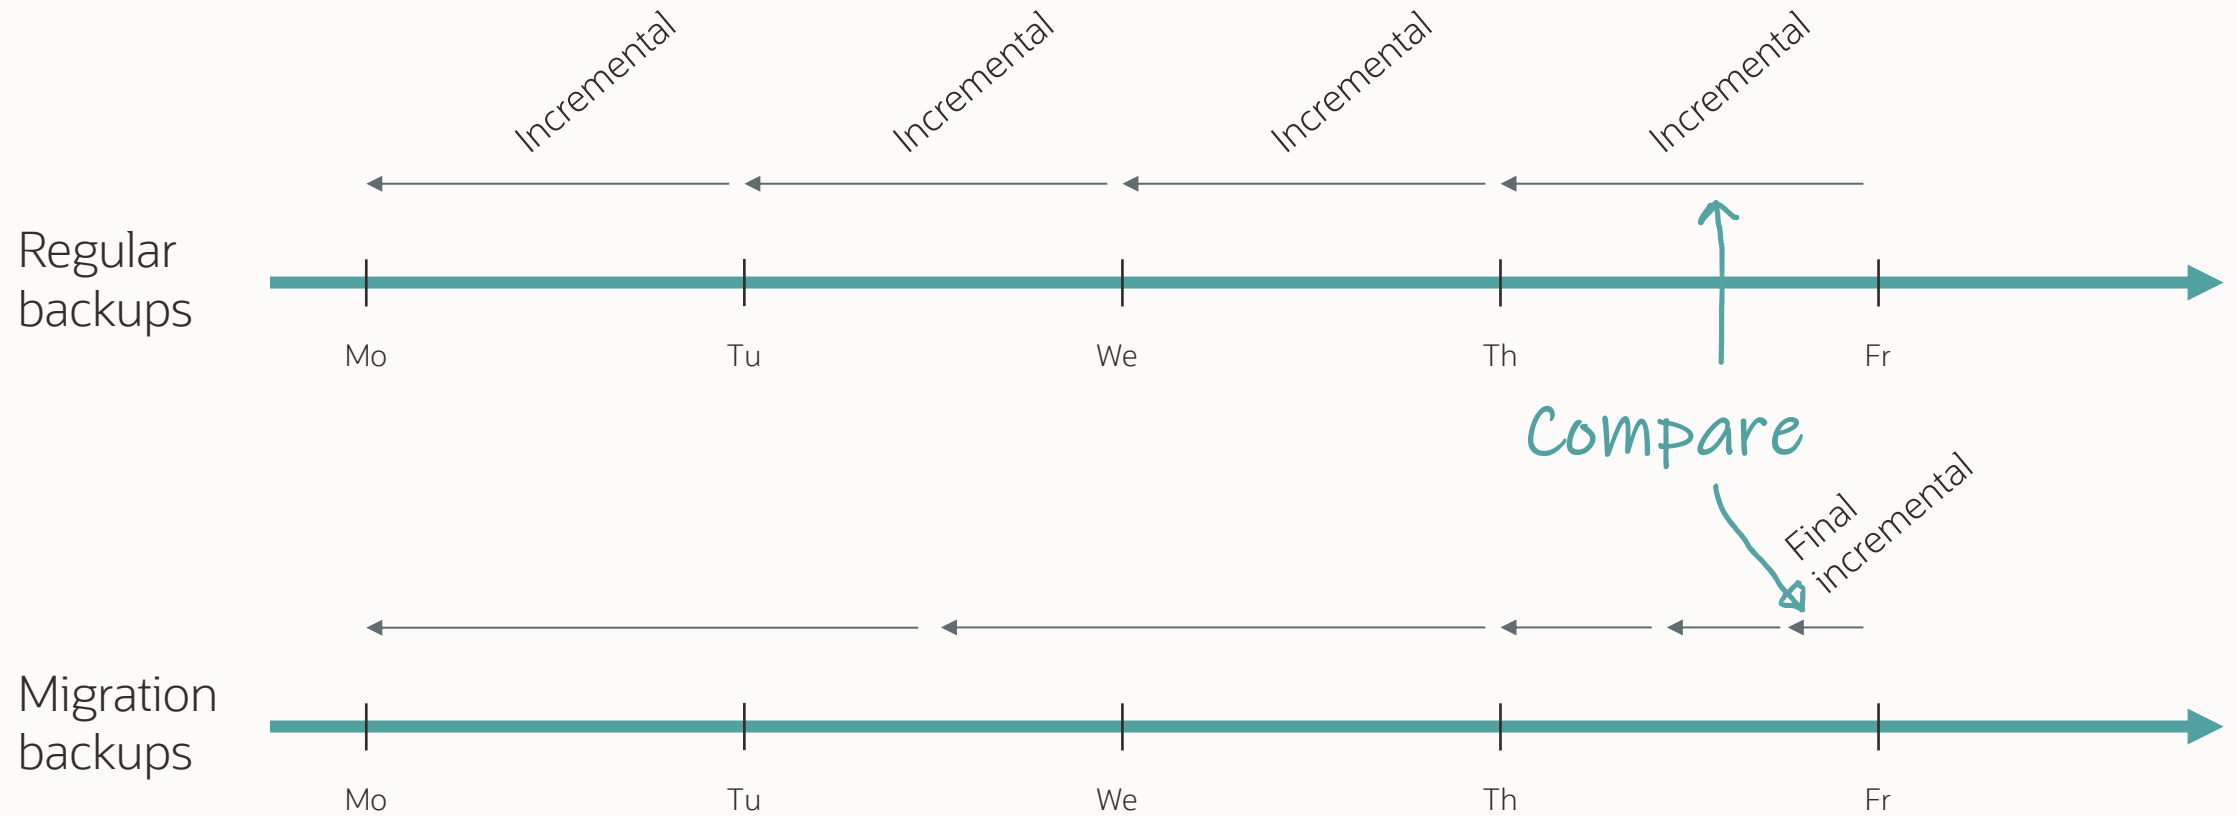 Incremental
Incremental
Incremental
Incremental
Regular
backups
Mo
Tu
We
Th
Fr
Compare
Final
incremental
Migration
backups
Mo
Tu
We
Th
Fr